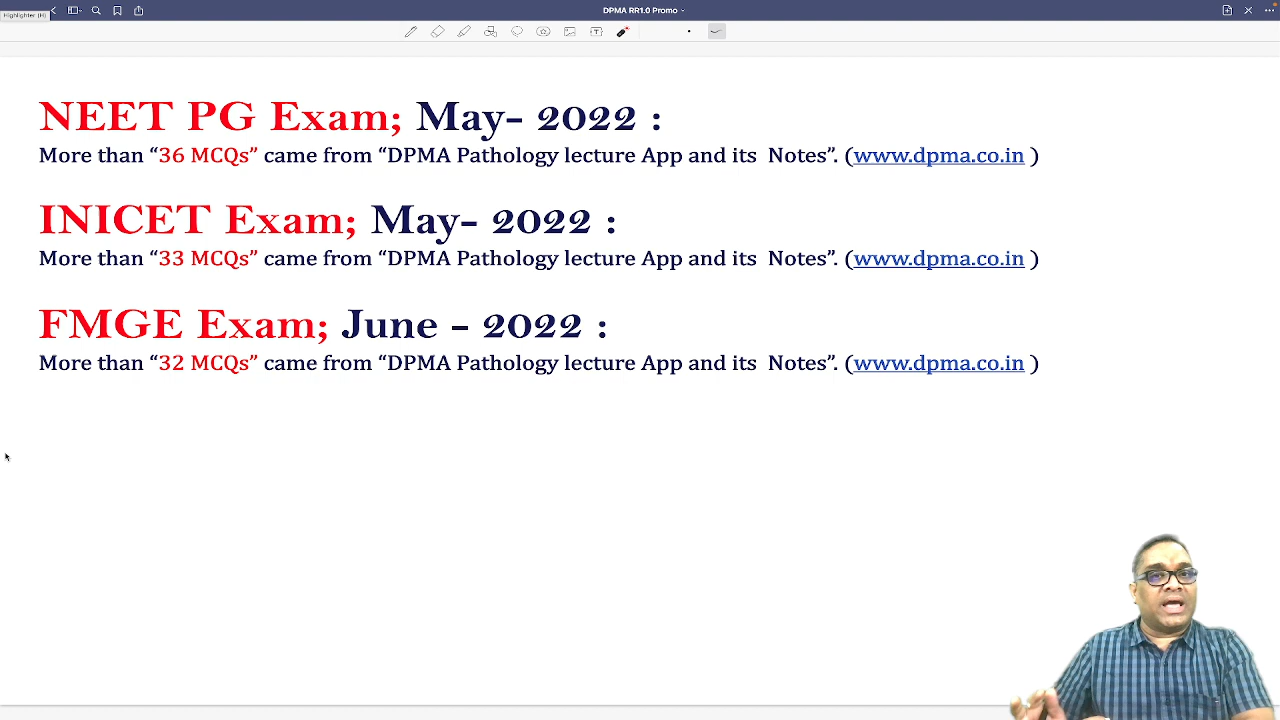 Highlighter (H)
DPMA RR1.0 Promo
NEET PG Exam; May- 2022 :
More than “36 MCQs” came from “DPMA Pathology lecture App and its  Notes”. (www.dpma.co.in )
INICET Exam; May- 2022 :
More than “33 MCQs” came from “DPMA Pathology lecture App and its  Notes”. (www.dpma.co.in )
FMGE Exam; June - 2022 :
More than “32 MCQs” came from “DPMA Pathology lecture App and its  Notes”. (www.dpma.co.in )